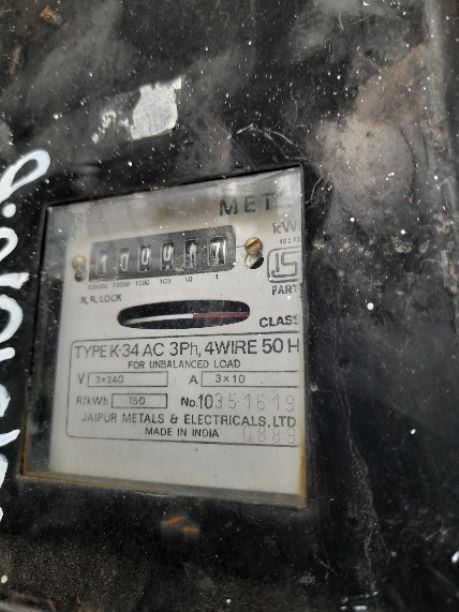 MET
kW
IS
PART
100000 10000 1000 100 10 1
N, R. LOCK
CLASS
TYPE K-34 AC 3Ph, 4WIRE 50 H
FOR UNBALANCED LOAD
V 3×240 A 3×10
R/kWh 150 No. 10351619
JAIPUR METALS & ELECTRICALS, LTD
MADE IN INDIA 0889